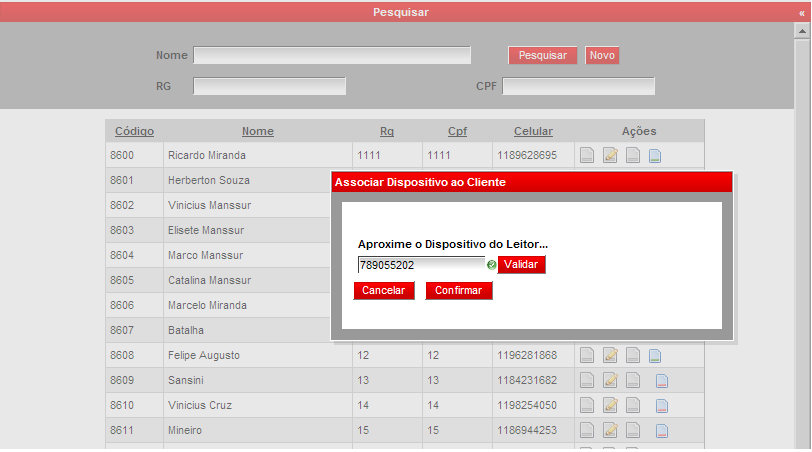 Pesquisar «
Nome Pesquisar Novo
RG CPF
Código Nome Rg Cpf Celular Ações
8600 Ricardo Miranda 1111 1111 1189628695
8601 Herberton Souza
Associar Dispositivo ao Cliente
8602 Vinicius Manssur
8603 Elisete Manssur
Aproxime o Dispositivo do Leitor...
8604 Marco Manssur
789055202 Validar
8605 Catalina Manssur
Cancelar Confirmar
8606 Marcelo Miranda
8607 Batalha
8608 Felipe Augusto 12 12 1196281868
8609 Sansini 13 13 1184231682
8610 Vinicius Cruz 14 14 1198254050
8611 Mineiro 15 15 1186944253